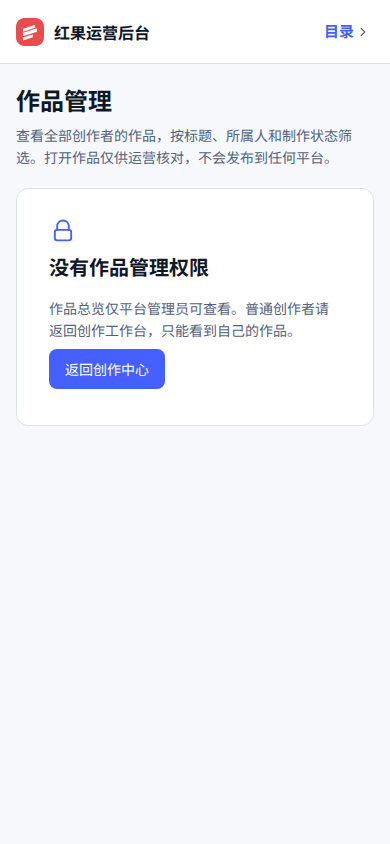 红果运营后台
目录
作品管理
查看全部创作者的作品，按标题、所属人和制作状态筛
选。打开作品仅供运营核对，不会发布到任何平台。
没有作品管理权限
作品总览仅平台管理员可查看。普通创作者请
返回创作工作台，只能看到自己的作品。
返回创作中心